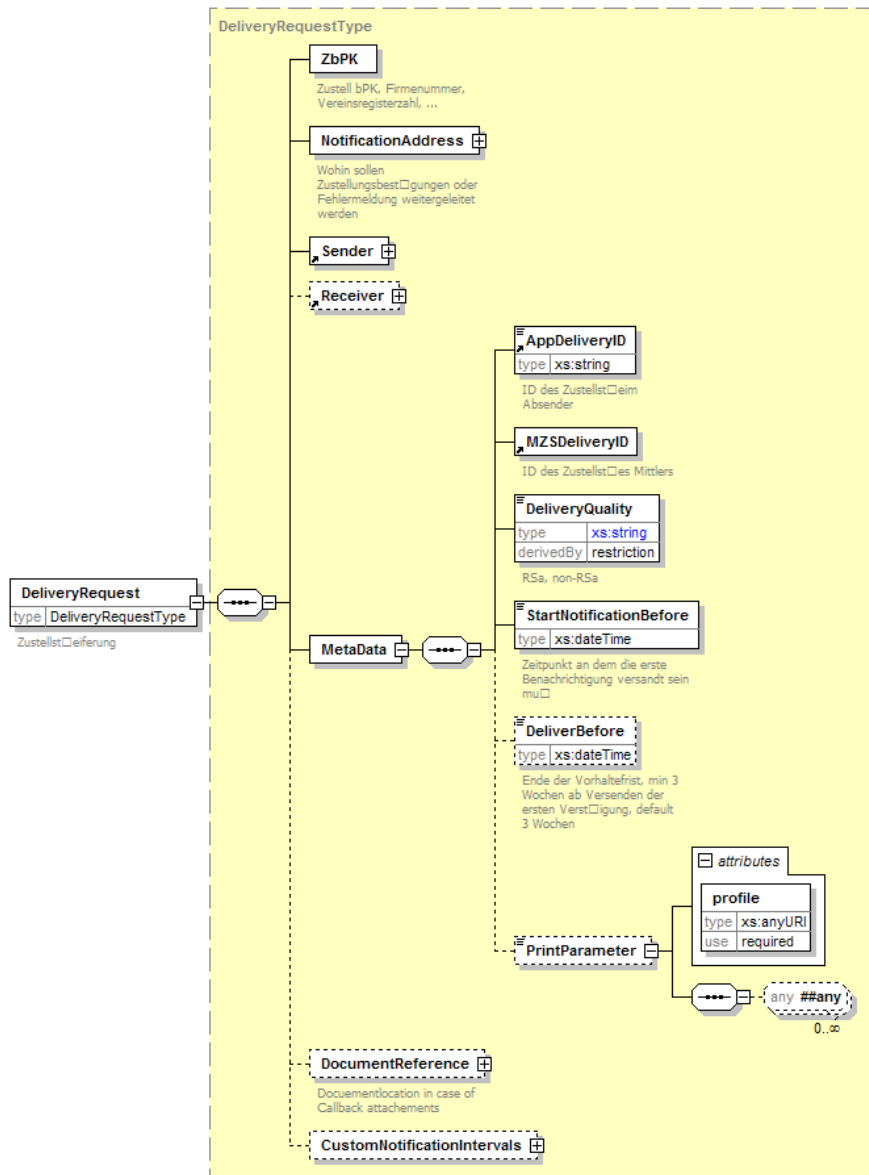 DeliveryRequestType
ZbPK
Zustell bPK, Firmenummer,
Vereinsregisterzahl, ...
NotificationAddress
Wohin sollen
Zustellungsbest□gungen oder
Fehlermeldung weitergeleitet
werden
Sender
Receiver
AppDeliveryID
type xs:string
ID des Zustellst□eim
Absender
MZSDeliveryID
ID des Zustellst□es Mittlers
DeliveryQuality
type xs:string
derivedBy restriction
RSa, non-RSa
DeliveryRequest
type DeliveryRequestType
Zustellst□eiferung
MetaData
StartNotificationBefore
type xs:dateTime
Zeitpunkt an dem die erste
Benachrichtigung versandt sein
mu□
DeliverBefore
type xs:dateTime
Ende der Vorhaltefrist, min 3
Wochen ab Versenden der
ersten Verst□igung, default
3 Wochen
attributes
profile
type xs:anyURI
use required
PrintParameter
any ##any
0..∞
DocumentReference
Docuementlocation in case of
Callback attachements
CustomNotificationIntervals